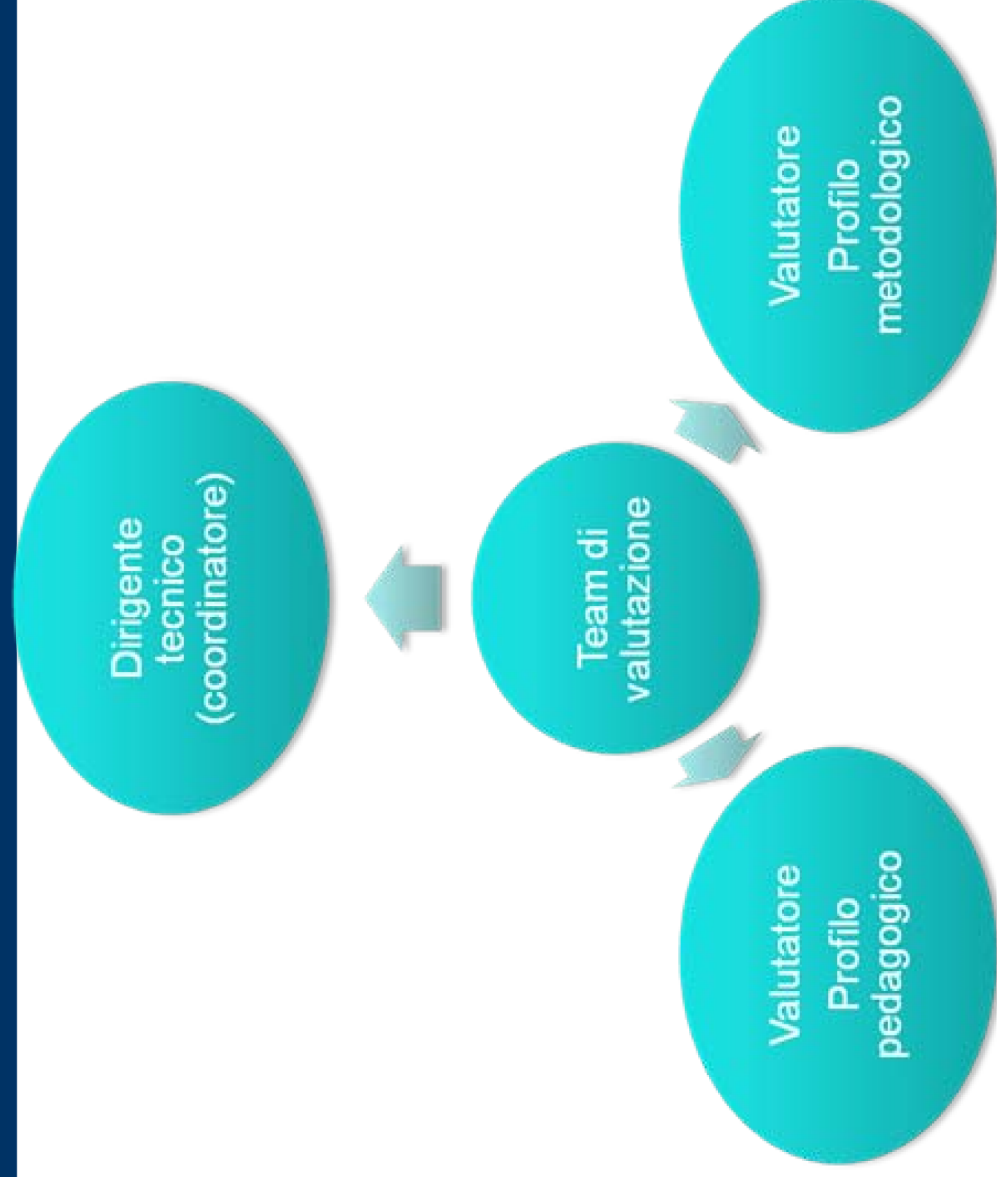 Dirigente
tecnico
(coordinatore)
Team di
valutazione
Valutatore
Profilo
pedagogico
Valutatore
Profilo
metodologico